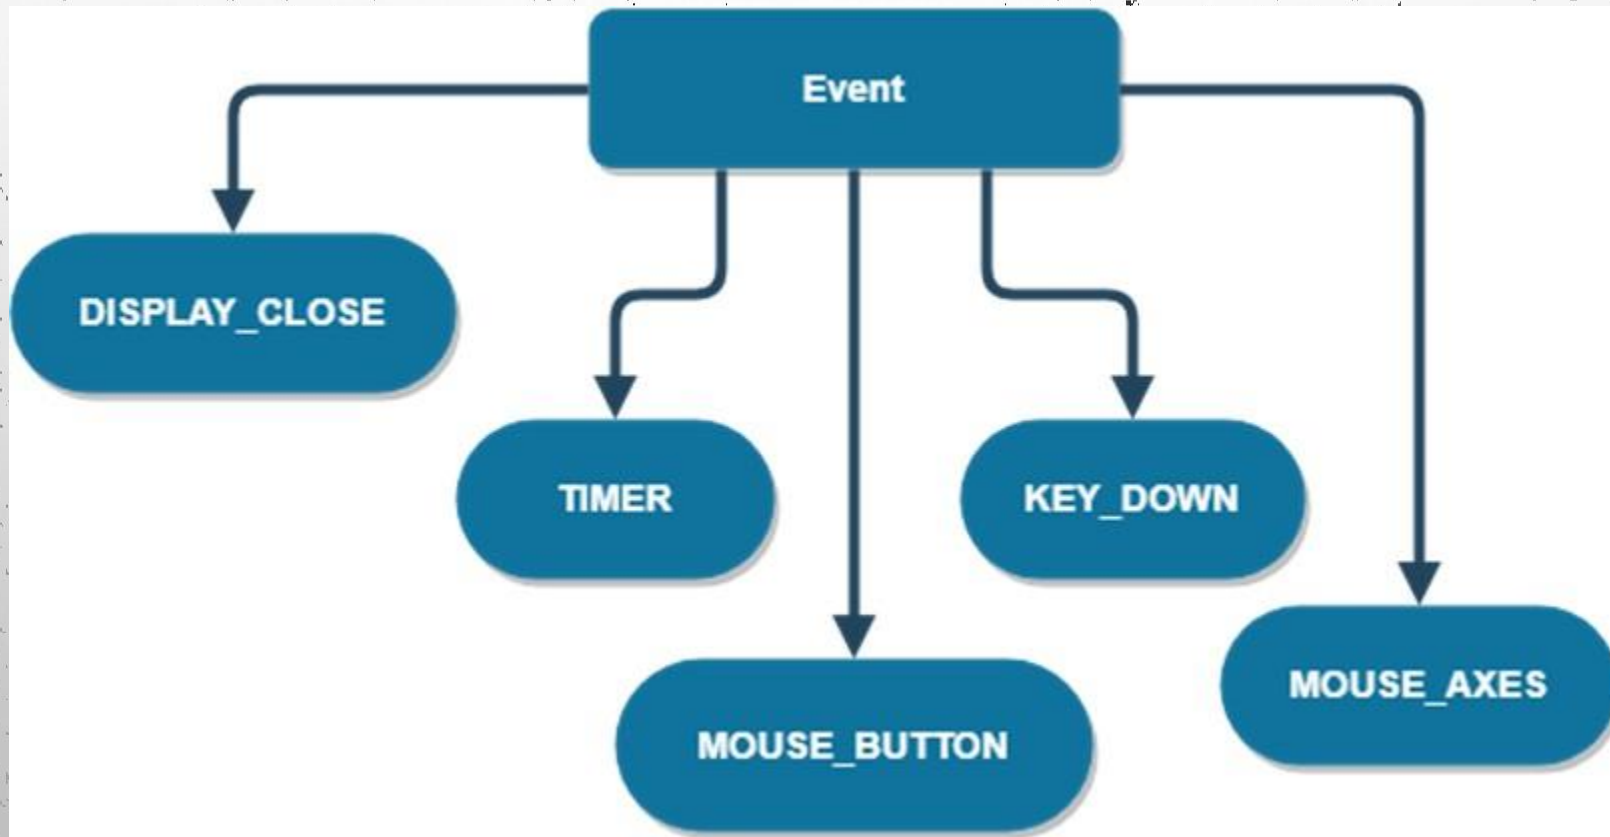 Event
DISPLAY_CLOSE
TIMER
KEY_DOWN
MOUSE_AXES
MOUSE_BUTTON